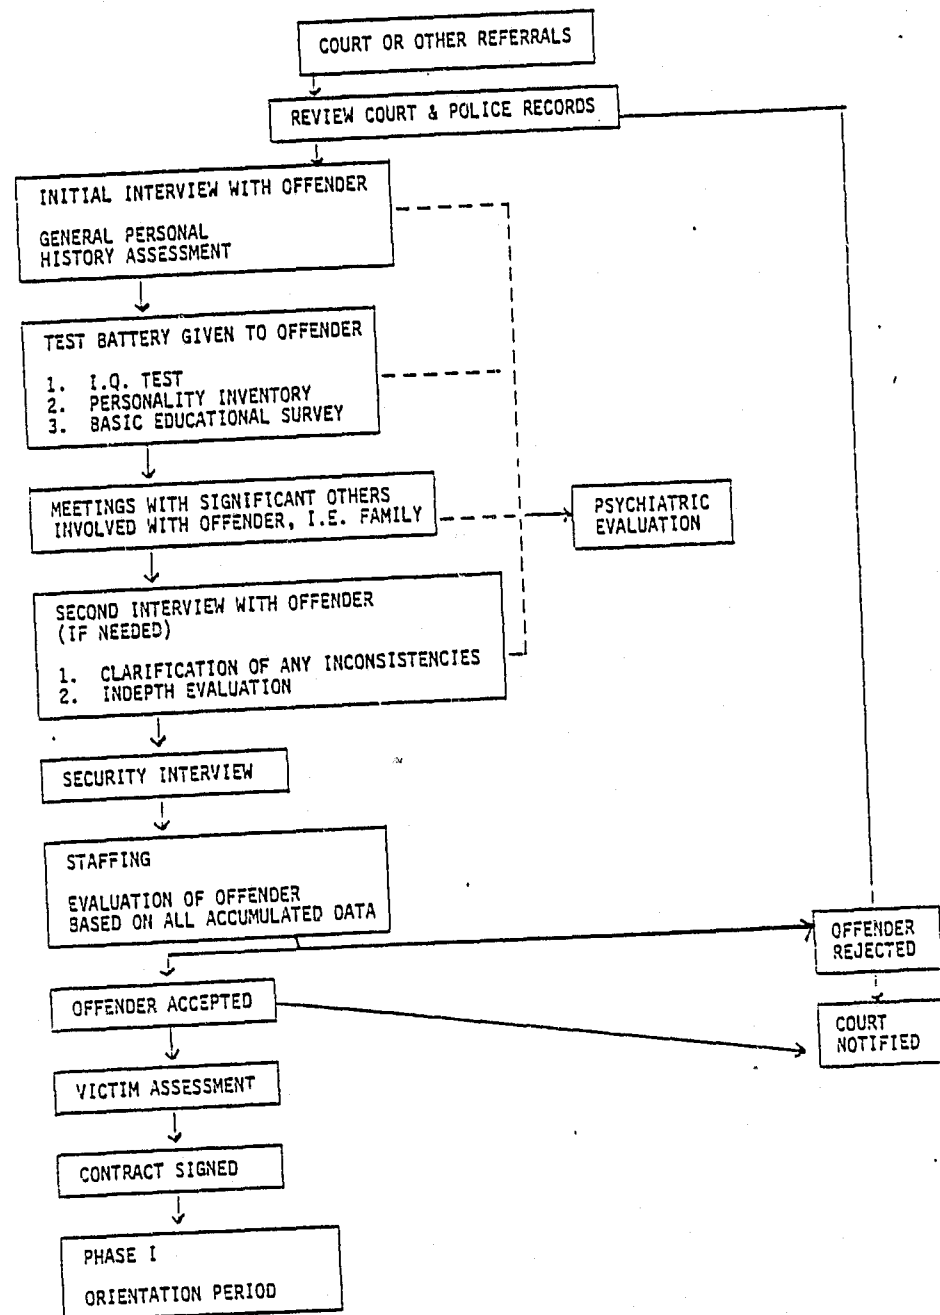 COURT OR OTHER REFERRALS
REVIEW COURT & POLICE RECORDS
INITIAL INTERVIEW WITH OFFENDER
GENERAL PERSONAL
HISTORY ASSESSMENT
TEST BATTERY GIVEN TO OFFENDER
1. I.Q. TEST
2. PERSONALITY INVENTORY
3. BASIC EDUCATIONAL SURVEY
MEETINGS WITH SIGNIFICANT OTHERS
INVOLVED WITH OFFENDER, I.E. FAMILY
PSYCHIATRIC
EVALUATION
SECOND INTERVIEW WITH OFFENDER
(IF NEEDED)
1. CLARIFICATION OF ANY INCONSISTENCIES
2. INDEPTH EVALUATION
SECURITY INTERVIEW
STAFFING
EVALUATION OF OFFENDER
BASED ON ALL ACCUMULATED DATA
OFFENDER
REJECTED
OFFENDER ACCEPTED
COURT
NOTIFIED
VICTIM ASSESSMENT
CONTRACT SIGNED
PHASE I
ORIENTATION PERIOD